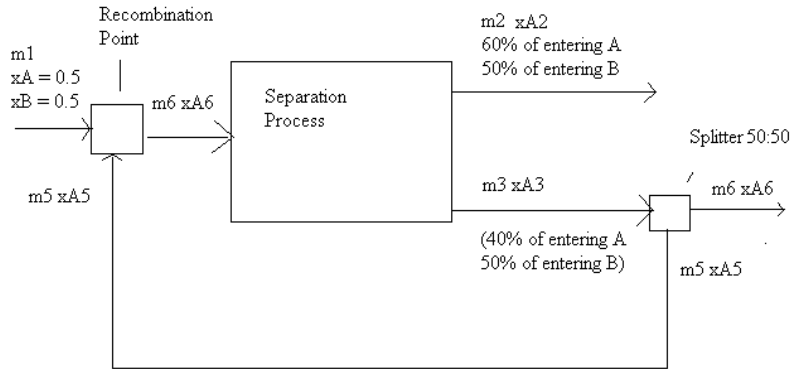 Recombination
Point
m1
xA = 0.5
xB = 0.5
m6 xA6
Separation
Process
m2 xA2
60% of entering A
50% of entering B
Splitter 50:50
m3 xA3
m6 xA6
(40% of entering A
50% of entering B)
m5 xA5
m5 xA5